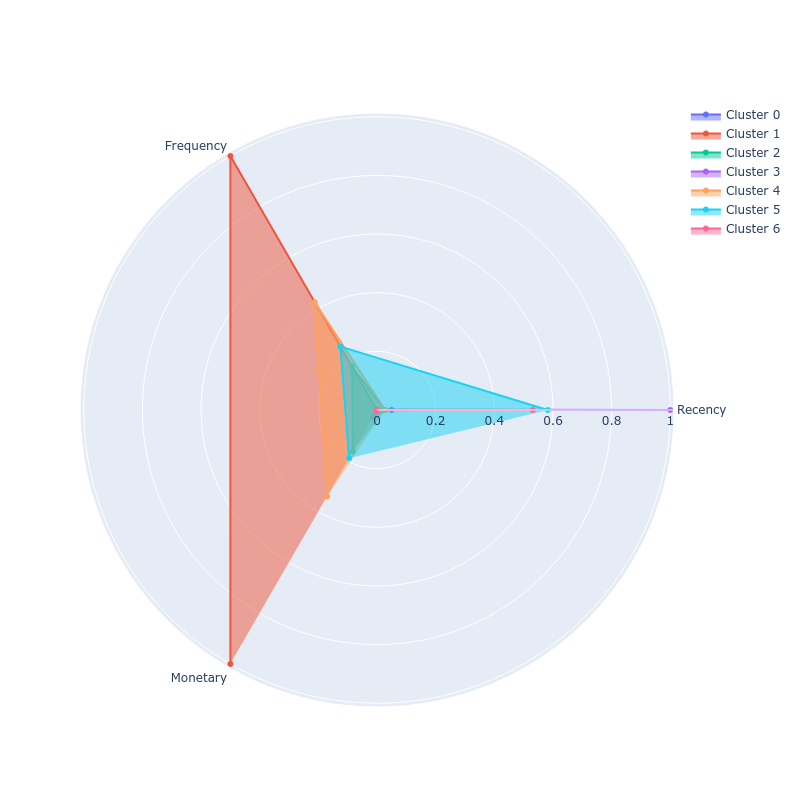 Cluster 0
Cluster 1
Cluster 2
Cluster 3
Cluster 4
Cluster 5
Cluster 6
Frequency
Recency
0 0.2 0.4 0.6 0.8 1
Monetary